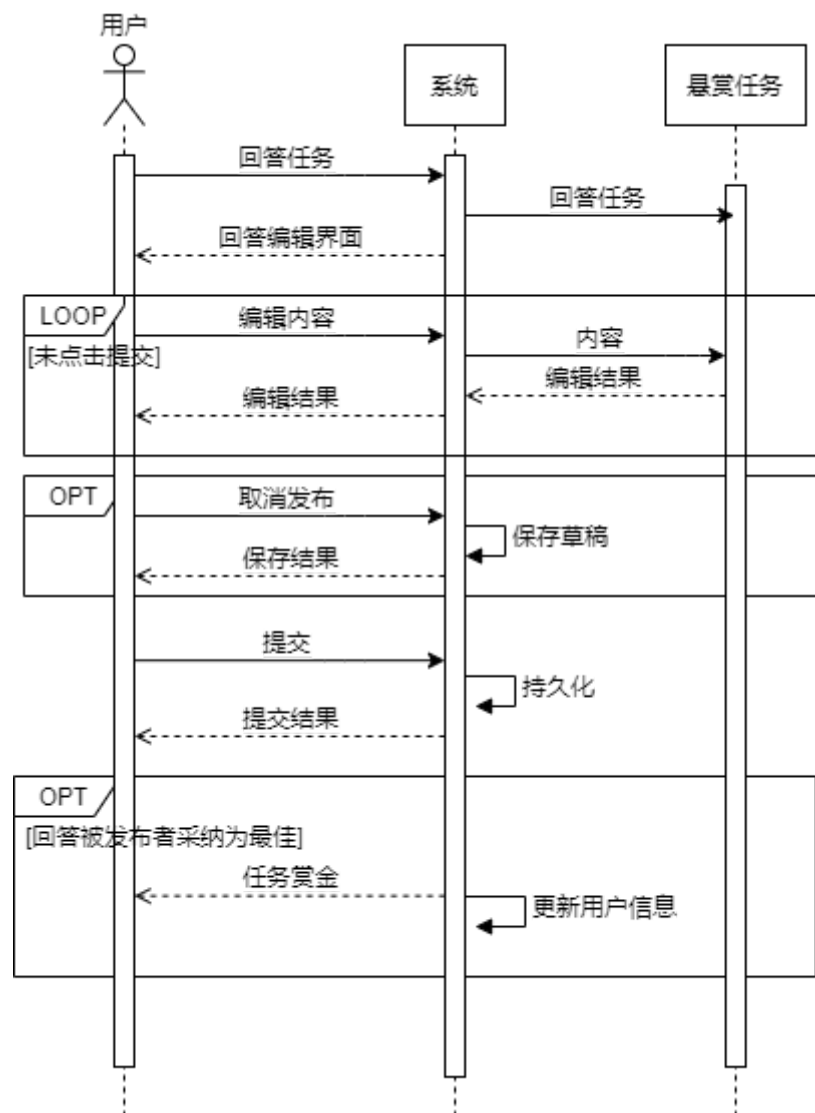 用户
系统
悬赏任务
回答任务
回答任务
回答编辑界面
LOOP
编辑内容
[未点击提交]
内容
编辑结果
编辑结果
OPT
取消发布
保存草稿
保存结果
提交
持久化
提交结果
OPT
[回答被发布者采纳为最佳]
任务赏金
更新用户信息